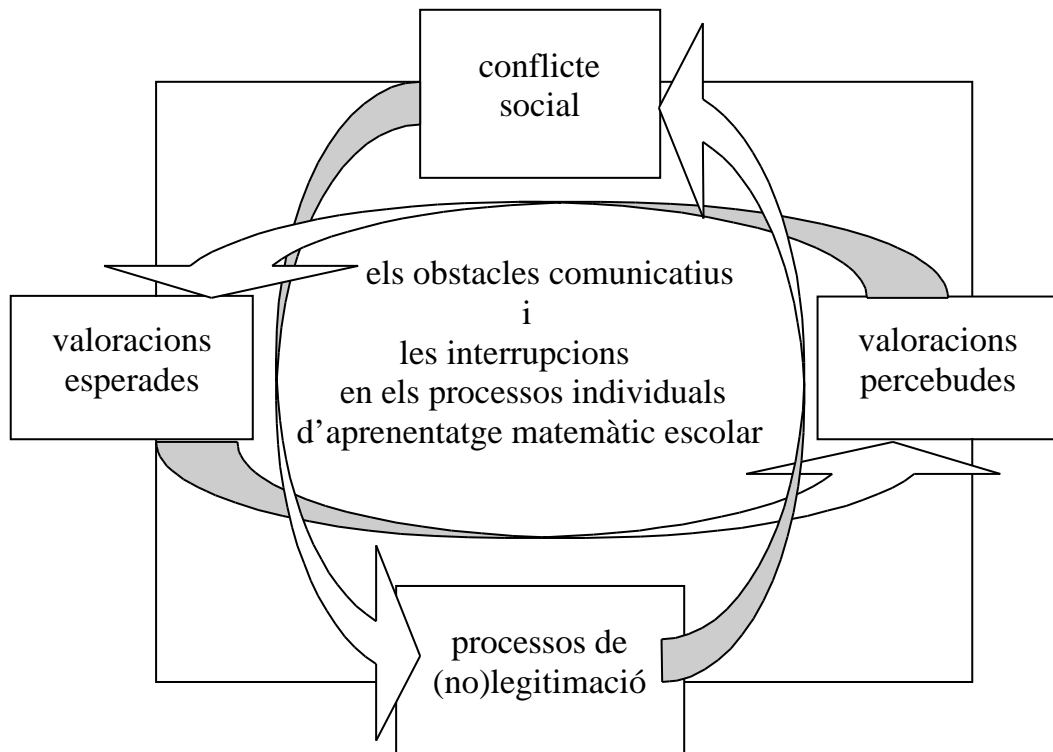 conflicte
social
els obstacles comunicatius
i
les interrupcions
en els processos individuals
d’aprenentatge matemàtic escolar
valoracions
esperades
valoracions
percebudes
processos de
(no)legitimació